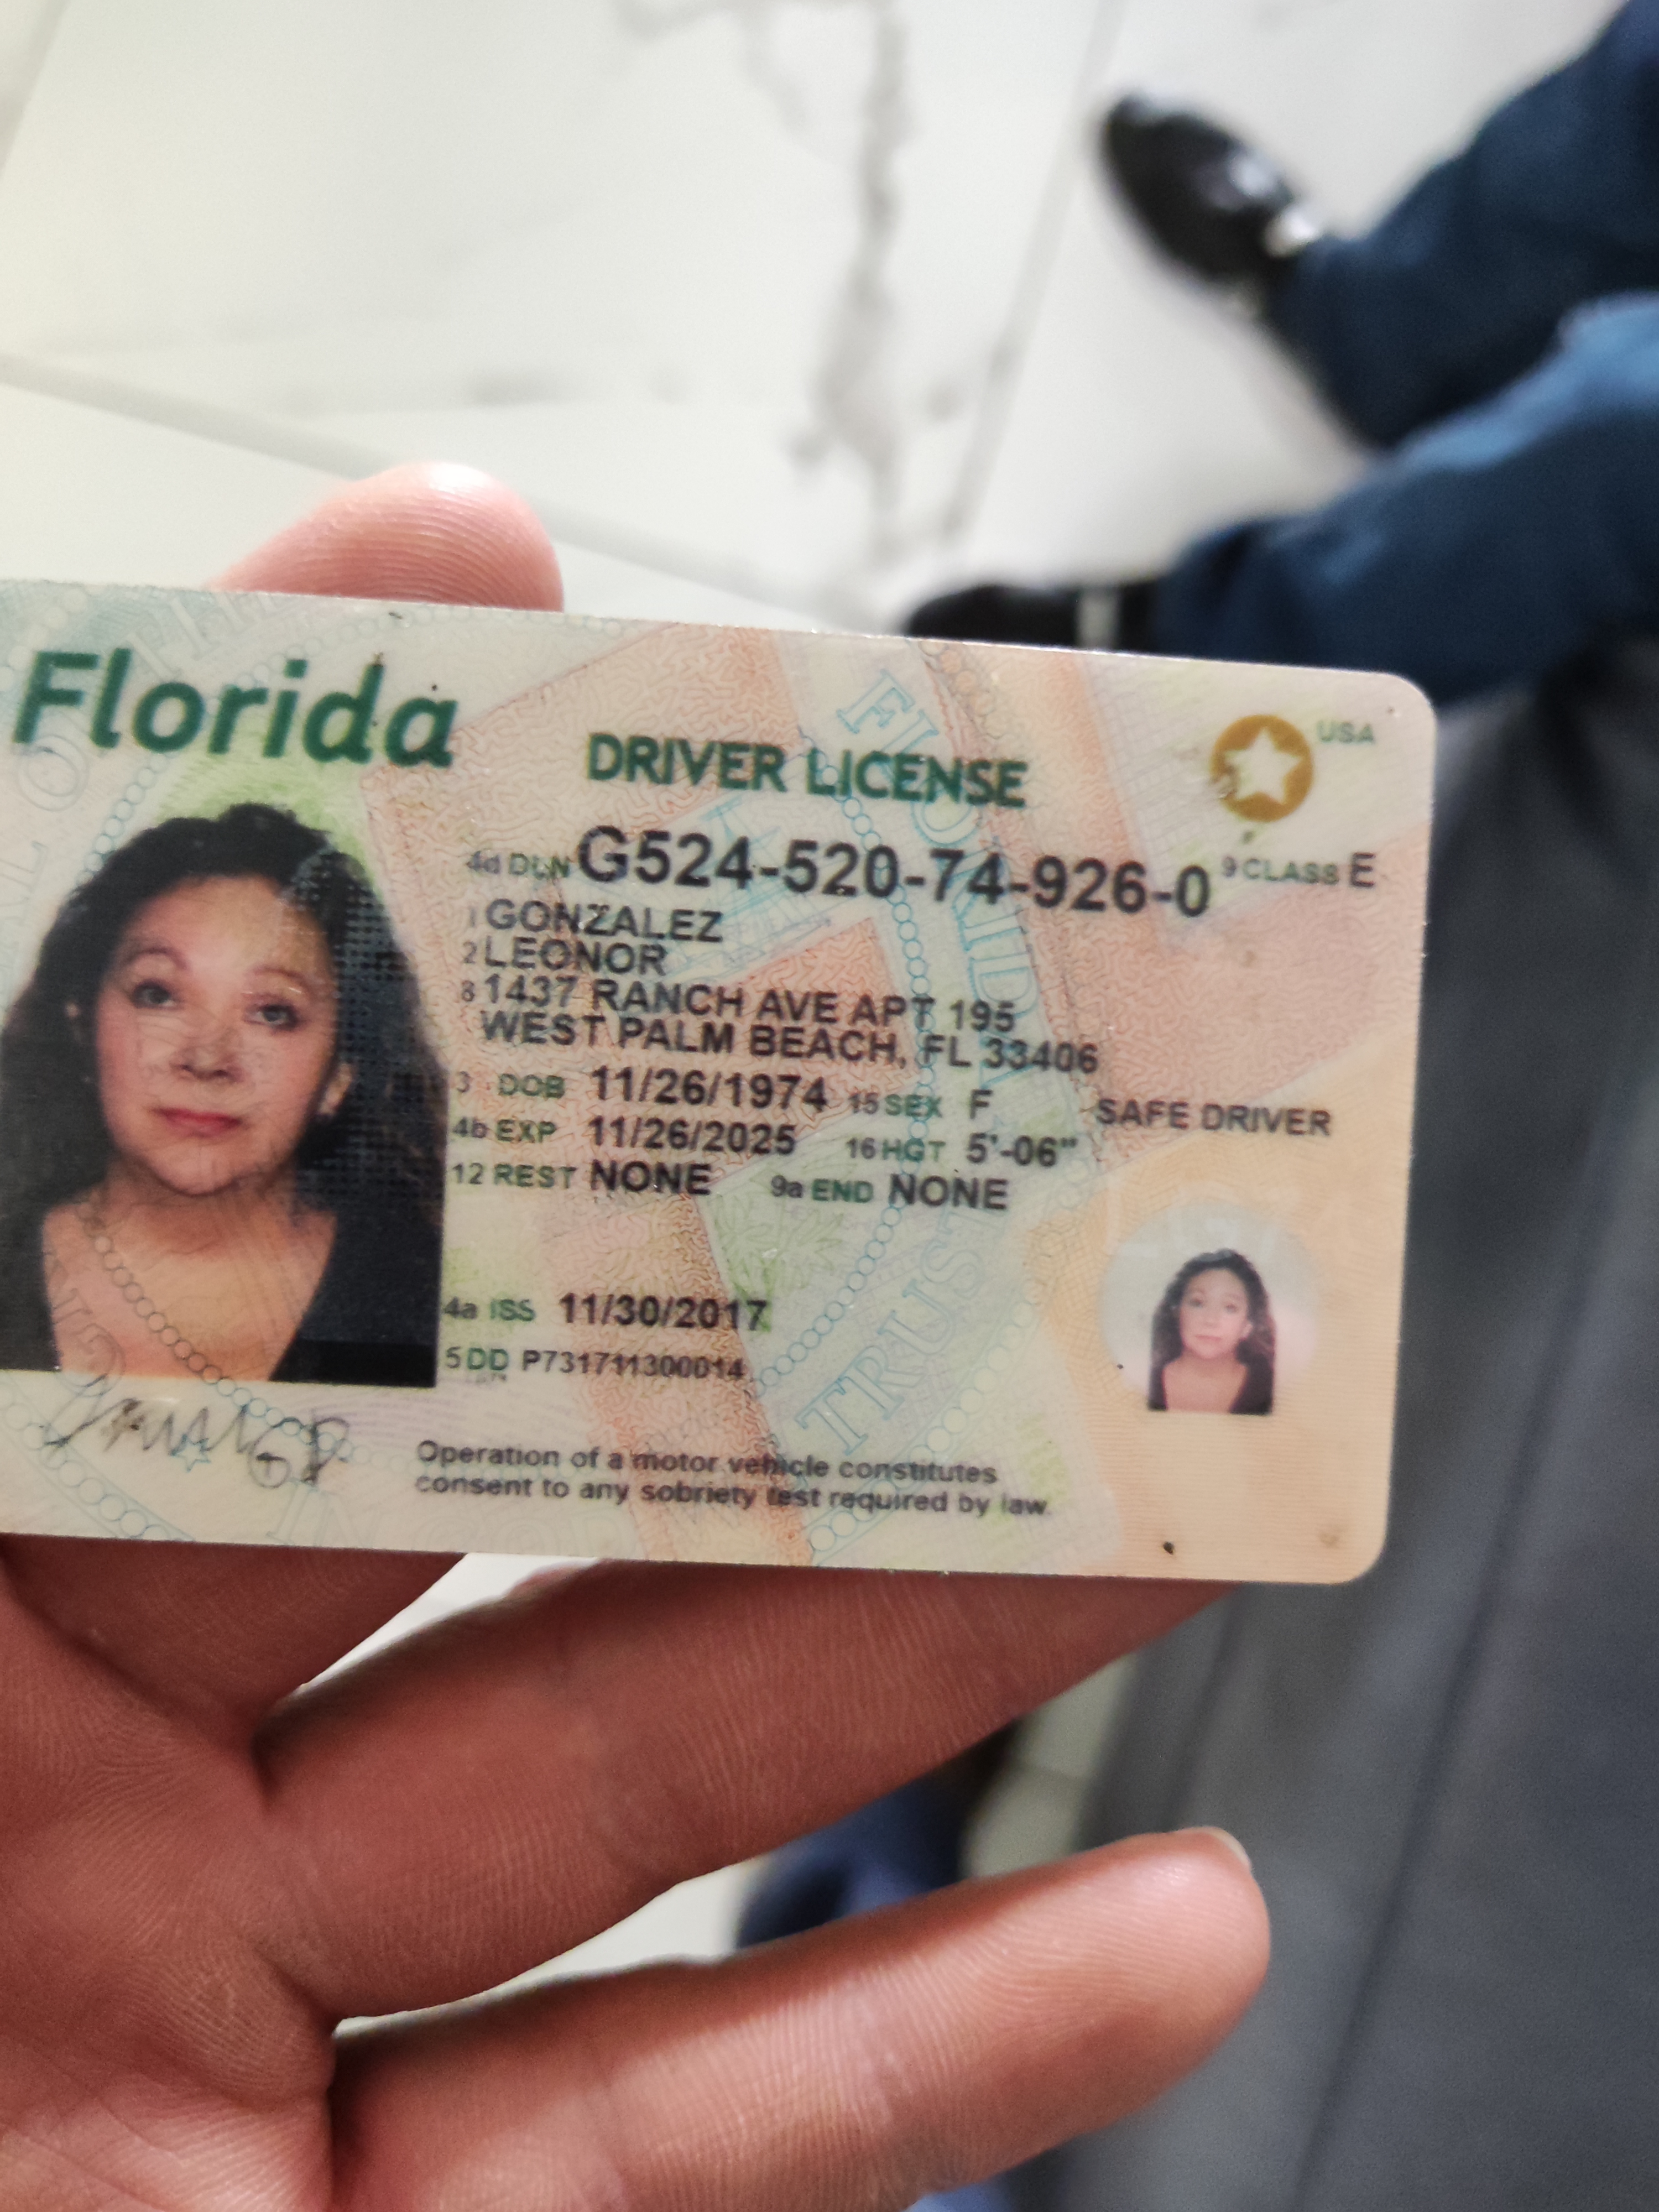 Florida
DRIVER LICENSE
USA
4d DLN G524-520-74-926-0 9 CLASS E
1 GONZALEZ
2 LEONOR
8 1437 RANCH AVE APT 195
WEST PALM BEACH, FL 33406
3 DOB 11/26/1974 15 SEX F
SAFE DRIVER
4b EXP 11/26/2025 16 HGT 5'-06"
12 REST NONE 9a END NONE
4a ISS 11/30/2017
5 DD P731711300014
Operation of a motor vehicle constitutes
consent to any sobriety test required by law.
FLORIDA
TRUST